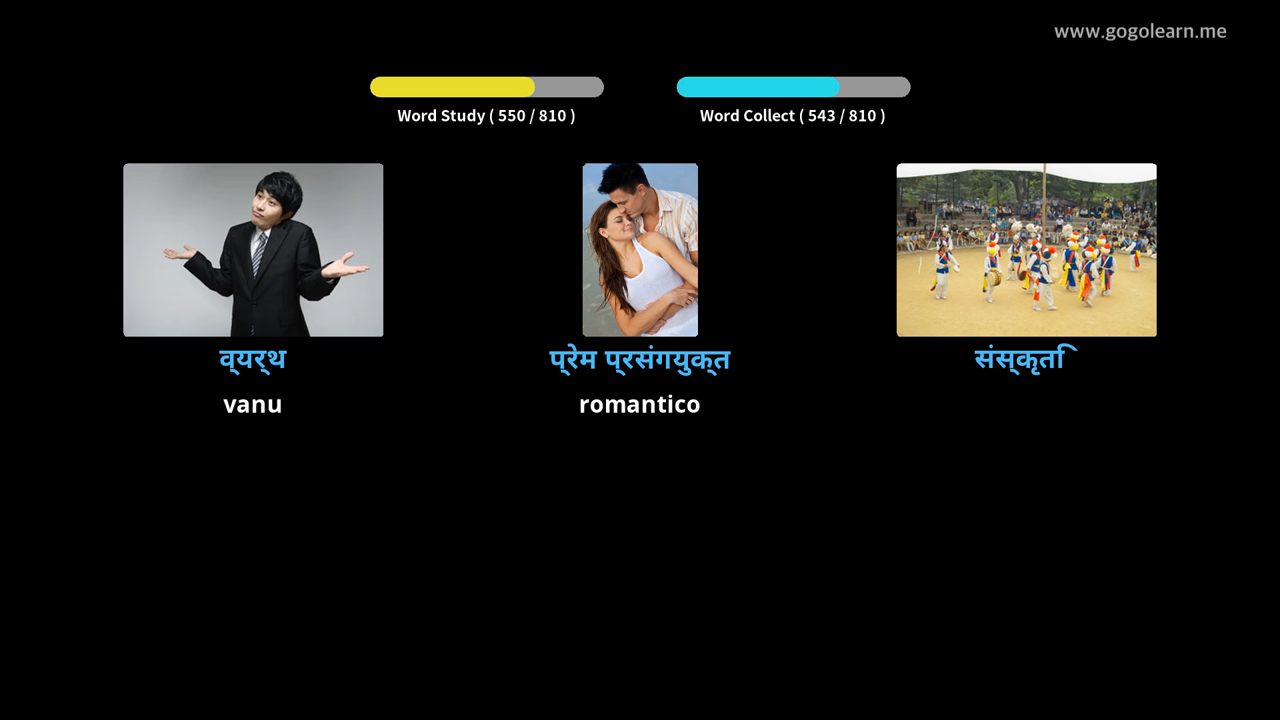 www.gogolearn.me
Word Study ( 550 / 810 )
Word Collect ( 543 / 810 )
व्यर्थ
प्रेम प्रसंगयुक्त
संस्कृति
vanu
romantico